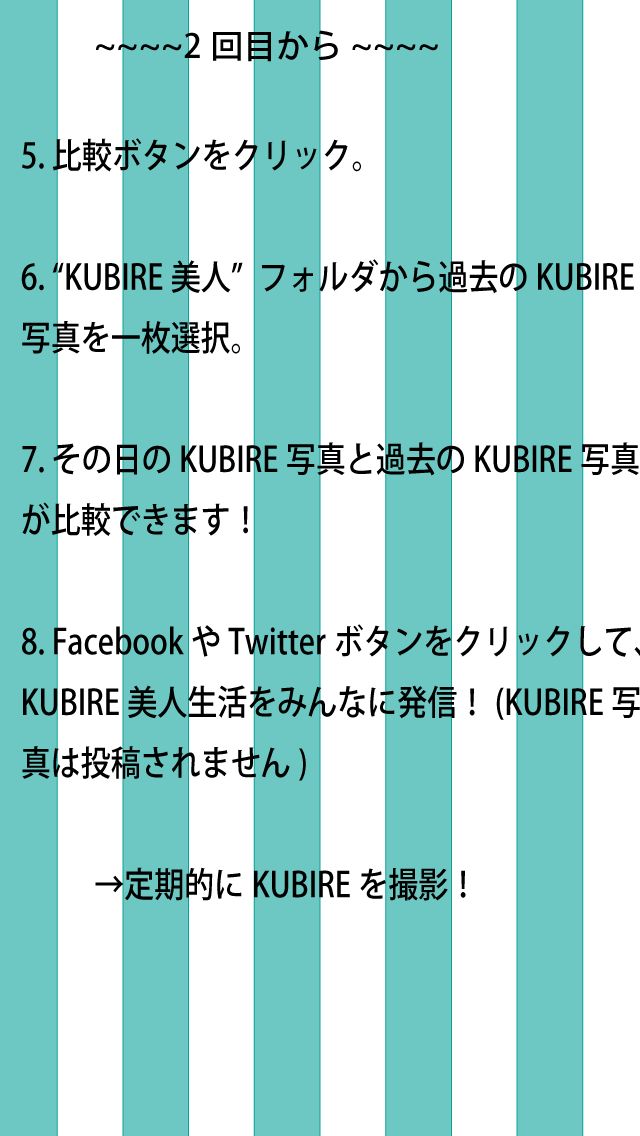 ~~~~2 回目から ~~~~
5. 比較ボタンをクリック。
6. “KUBIRE 美人” フォルダから過去の KUBIRE
写真を一枚選択。
7. その日の KUBIRE 写真と過去の KUBIRE 写真
が比較できます！
8. Facebook や Twitter ボタンをクリックして、
KUBIRE 美人生活をみんなに発信！ (KUBIRE 写
真は投稿されません )
→定期的に KUBIRE を撮影！